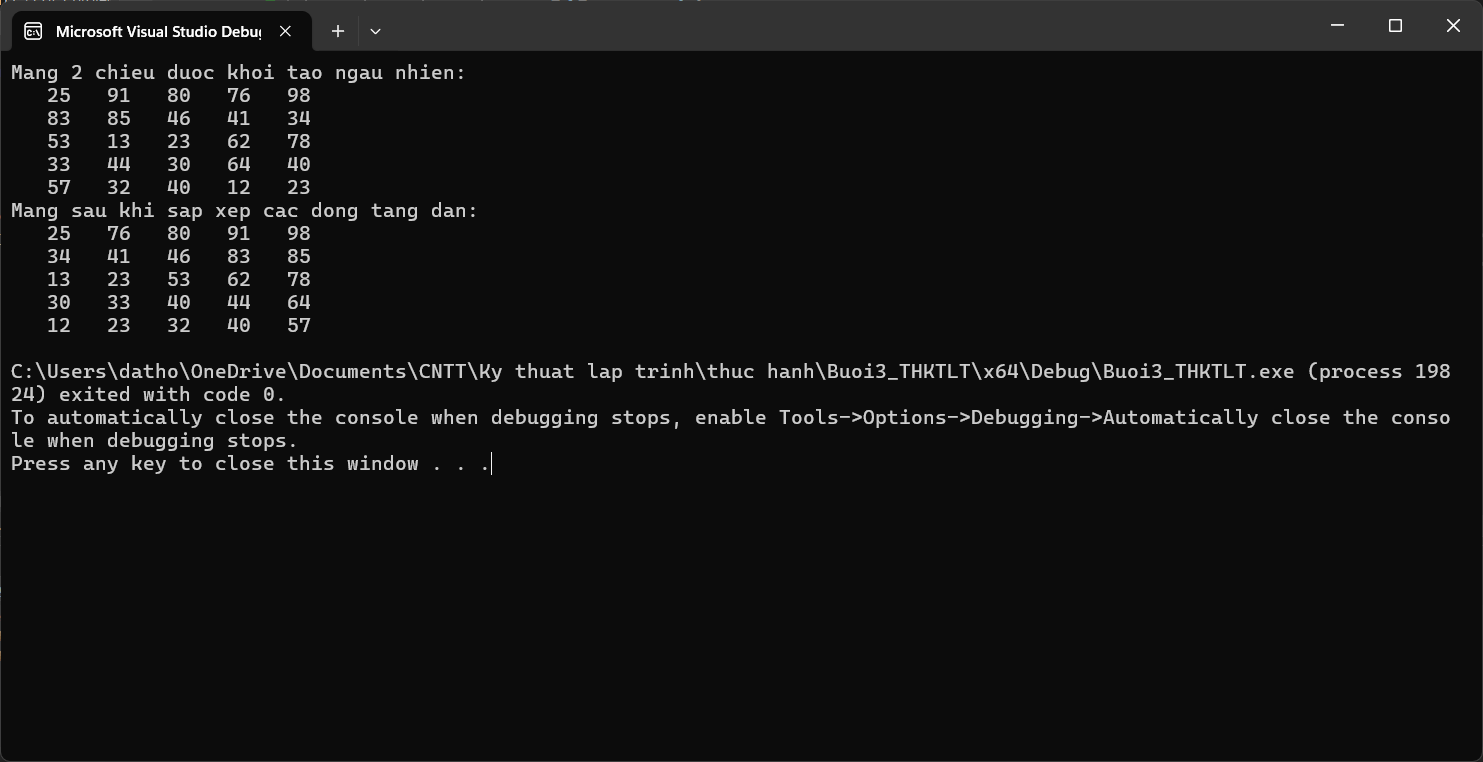 Microsoft Visual Studio Debu
Mang 2 chieu duoc khoi tao ngau nhien:
25 91 80 76 98
83 85 46 41 34
53 13 23 62 78
33 44 30 64 40
57 32 40 12 23
Mang sau khi sap xep cac dong tang dan:
25 76 80 91 98
34 41 46 83 85
13 23 53 62 78
30 33 40 44 64
12 23 32 40 57
C:\Users\datho\OneDrive\Documents\CNTT\Ky thuat lap trinh\thuc hanh\Buoi3_THKTLT\x64\Debug\Buoi3_THKTLT.exe (process 198
24) exited with code 0.
To automatically close the console when debugging stops, enable Tools->Options->Debugging->Automatically close the conso
le when debugging stops.
Press any key to close this window . . .